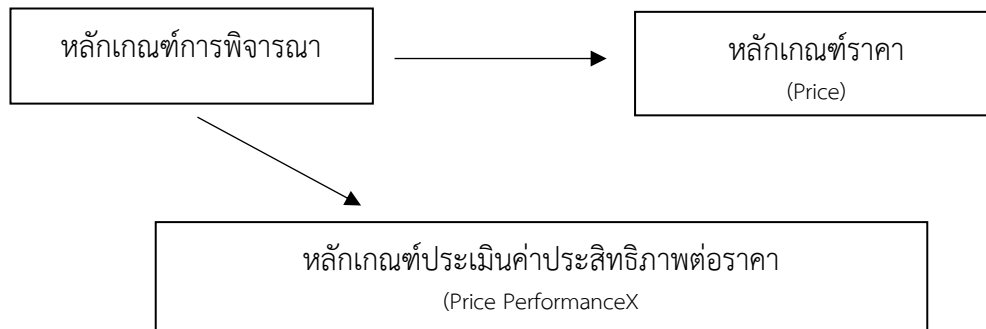 หลักเกณฑ์การพิจารณา
หลักเกณฑ์ราคา
(Price)
หลักเกณฑ์ประเมินค่าประสิทธิภาพต่อราคา
(Price PerformanceX